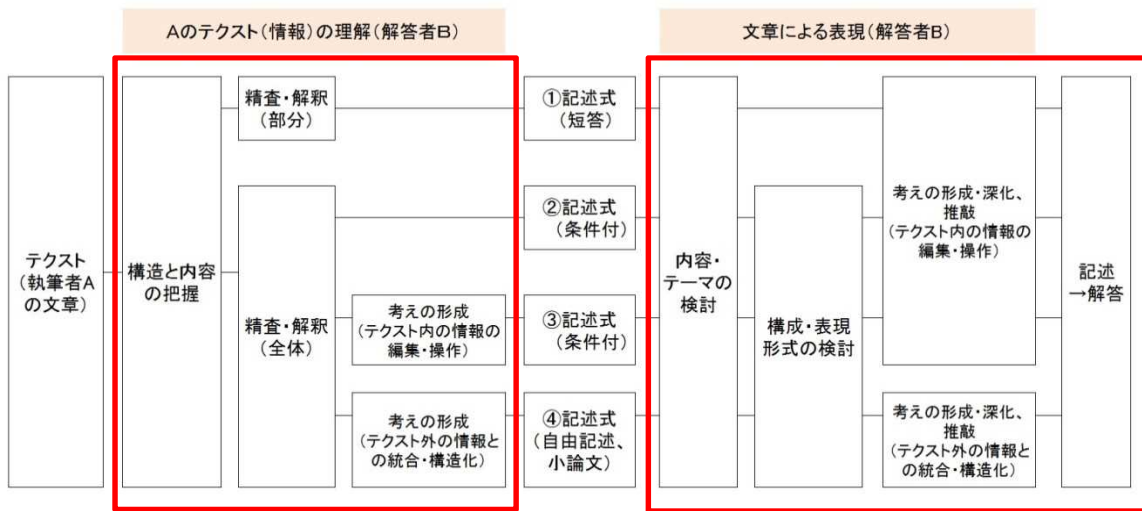 Aのテクスト(情報)の理解(解答者B)
文章による表現(解答者B)
テクスト
(執筆者A
の文章)
構造と内容
の把握
精査・解釈
(部分)
精査・解釈
(全体)
考えの形成
(テクスト内の情報の
編集・操作)
考えの形成
(テクスト外の情報と
の統合・構造化)
①記述式
(短答)
②記述式
(条件付)
③記述式
(条件付)
④記述式
(自由記述、
小論文)
内容・
テーマの
検討
構成・表現
形式の検討
考えの形成・深化、
推敲
(テクスト内の情報の
編集・操作)
考えの形成・深化、
推敲
(テクスト外の情報と
の統合・構造化)
記述
→解答